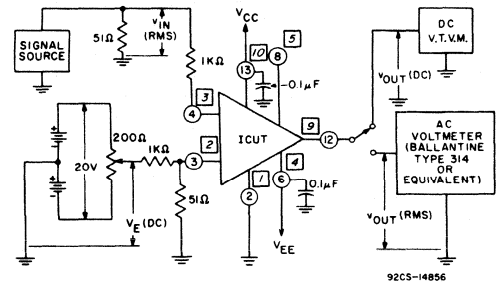 SIGNAL
SOURCE
51Ω
vIN
(RMS)
1KΩ
VCC
10
13
5
8
0.1μF
3
4
ICUT
9
12
DC
V.T.V.M.
vOUT (DC)
AC
VOLTMETER
(BALLANTINE
TYPE 314
OR
EQUIVALENT)
vOUT (RMS)
200Ω
20V
1KΩ
2
3
VE (DC)
51Ω
1
2
4
6
0.1μF
VEE
+
-
+
-
92CS-14856